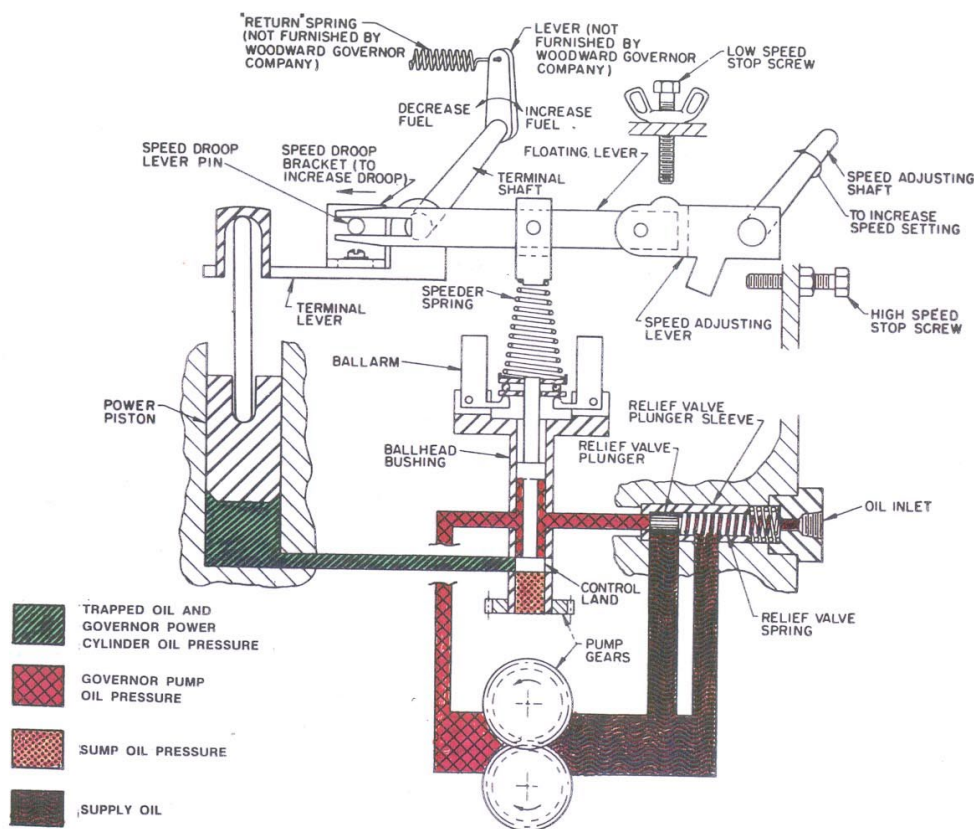 "RETURN" SPRING
(NOT FURNISHED BY
WOODWARD GOVERNOR
COMPANY)
LEVER (NOT
FURNISHED BY
WOODWARD GOVERNOR
COMPANY)
LOW SPEED
STOP SCREW
DECREASE
FUEL
INCREASE
FUEL
SPEED DROOP
LEVER PIN
SPEED DROOP
BRACKET (TO
INCREASE DROOP)
TERMINAL
SHAFT
FLOATING LEVER
SPEED ADJUSTING
SHAFT
TO INCREASE
SPEED SETTING
TERMINAL
LEVER
SPEEDER
SPRING
SPEED ADJUSTING
LEVER
HIGH SPEED
STOP SCREW
BALLARM
POWER
PISTON
BALLHEAD
BUSHING
RELIEF VALVE
PLUNGER SLEEVE
RELIEF VALVE
PLUNGER
OIL INLET
CONTROL
LAND
RELIEF VALVE
SPRING
PUMP
GEARS
TRAPPED OIL AND
GOVERNOR POWER
CYLINDER OIL PRESSURE
GOVERNOR PUMP
OIL PRESSURE
SUMP OIL PRESSURE
SUPPLY OIL